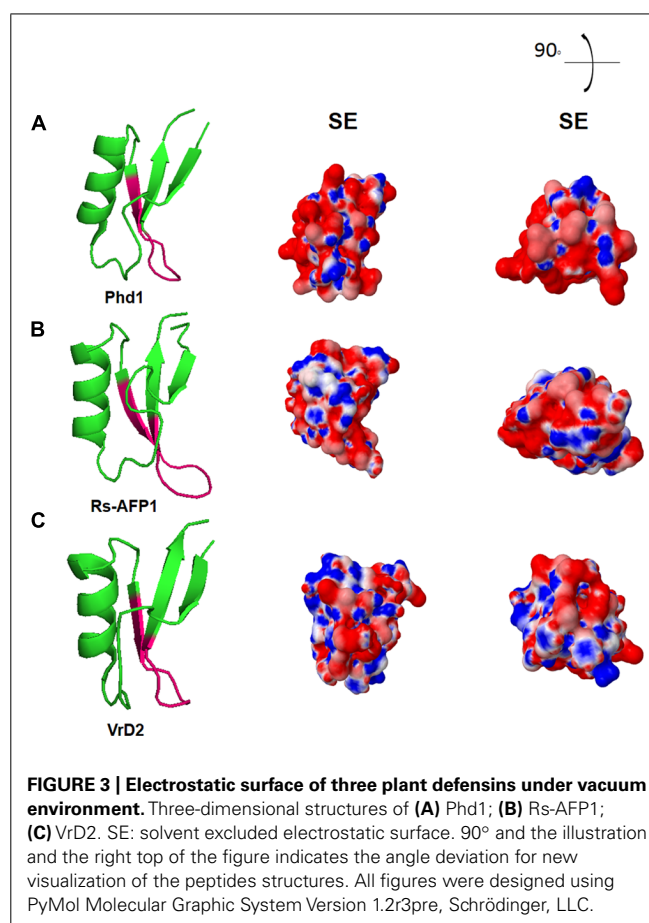 90°
A
SE
SE
Phd1
B
Rs-AFP1
C
VrD2
FIGURE 3 | Electrostatic surface of three plant defensins under vacuum
environment. Three-dimensional structures of (A) Phd1; (B) Rs-AFP1;
(C) VrD2. SE: solvent excluded electrostatic surface. 90° and the illustration
and the right top of the figure indicates the angle deviation for new
visualization of the peptides structures. All figures were designed using
PyMol Molecular Graphic System Version 1.2r3pre, Schrödinger, LLC.